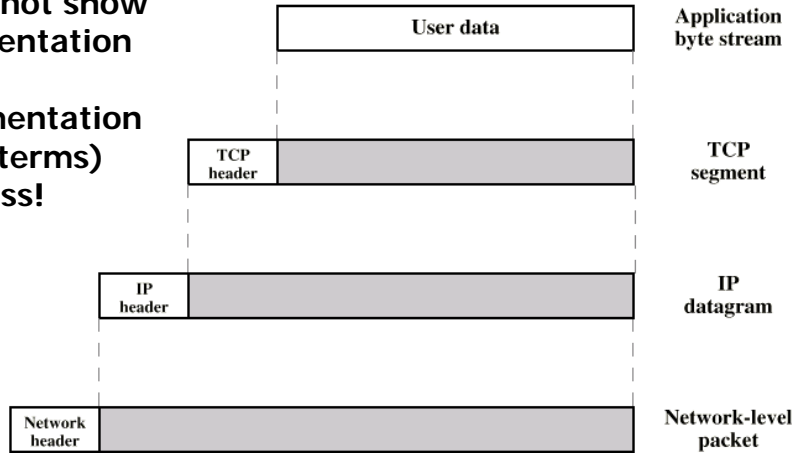 not show
entation
nentation
terms)
ss!
User data
Application
byte stream
TCP
header
TCP
segment
IP
header
IP
datagram
Network
header
Network-level
packet